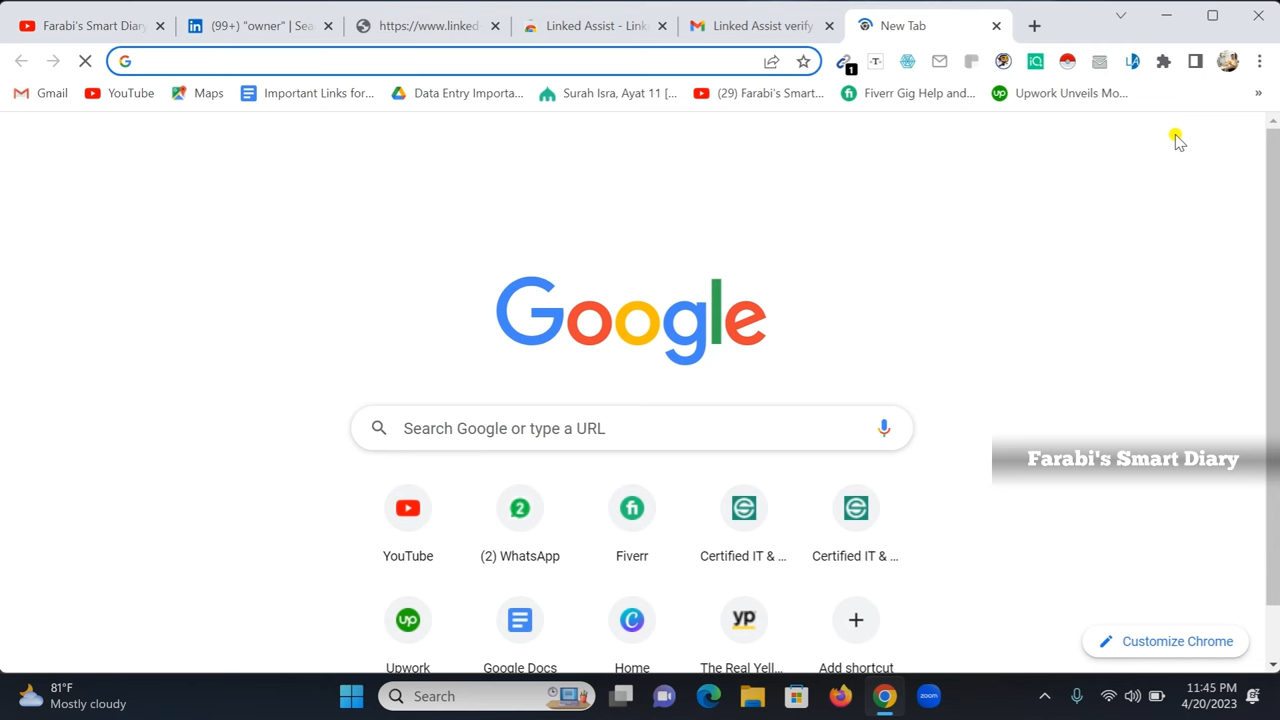 Farabi's Smart Diary
(99+) "owner" | Sea
https://www.linked
Linked Assist - Link
Linked Assist verify
New Tab
1
Gmail
YouTube
Maps
Important Links for...
Data Entry Importa...
Surah Isra, Ayat 11 [...
(29) Farabi's Smart...
Fiverr Gig Help and...
Upwork Unveils Mo...
»
Google
Search Google or type a URL
Farabi's Smart Diary
YouTube
(2) WhatsApp
Fiverr
Certified IT & ...
Certified IT & ...
Upwork
Google Docs
Home
The Real Yell...
Add shortcut
Customize Chrome
81°F
Mostly cloudy
Search
zoom
11:45 PM
4/20/2023